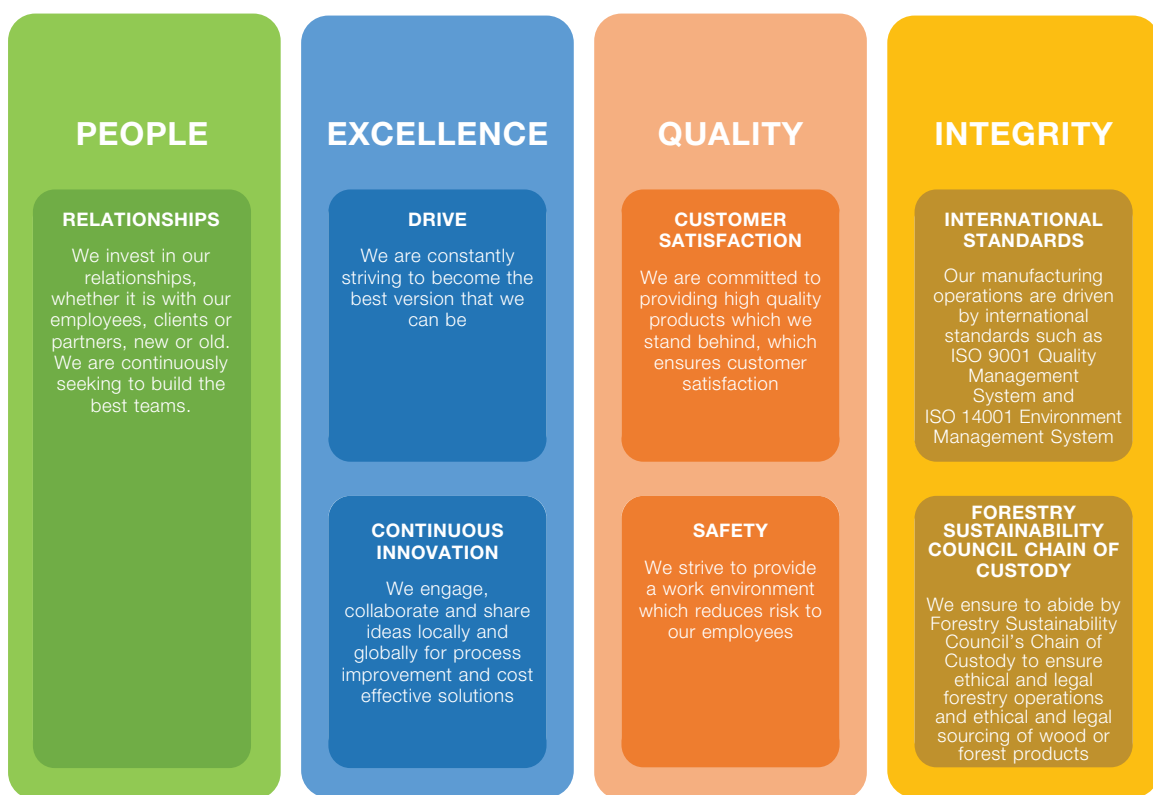 PEOPLE
RELATIONSHIPS
We invest in our
relationships,
whether it is with our
employees, clients or
partners, new or old.
We are continuously
seeking to build the
best teams.
EXCELLENCE
DRIVE
We are constantly
striving to become the
best version that we
can be
CONTINUOUS
INNOVATION
We engage,
collaborate and share
ideas locally and
globally for process
improvement and cost
effective solutions
QUALITY
CUSTOMER
SATISFACTION
We are committed to
providing high quality
products which we
stand behind, which
ensures customer
satisfaction
SAFETY
We strive to provide
a work environment
which reduces risk to
our employees
INTEGRITY
INTERNATIONAL
STANDARDS
Our manufacturing
operations are driven
by international
standards such as
ISO 9001 Quality
Management
System and
ISO 14001 Environment
Management System
FORESTRY
SUSTAINABILITY
COUNCIL CHAIN OF
CUSTODY
We ensure to abide by
Forestry Sustainability
Council's Chain of
Custody to ensure
ethical and legal
forestry operations
and ethical and legal
sourcing of wood or
forest products